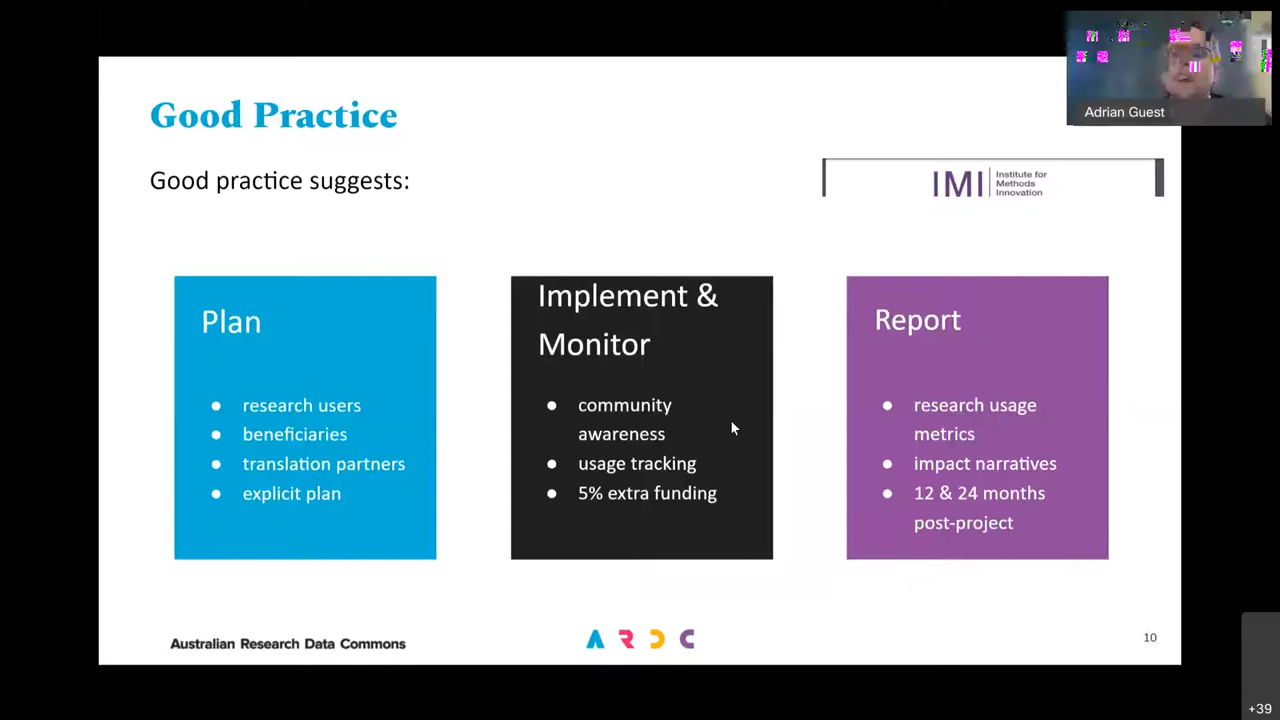 Good Practice
Adrian Guest
Good practice suggests:
IMI
Institute for
Methods
Innovation
Plan
● research users
● beneficiaries
● translation partners
● explicit plan
Implement &
Monitor
● community
awareness
● usage tracking
● 5% extra funding
Report
● research usage
metrics
● impact narratives
● 12 & 24 months
post-project
Australian Research Data Commons
ARDC
10
+39